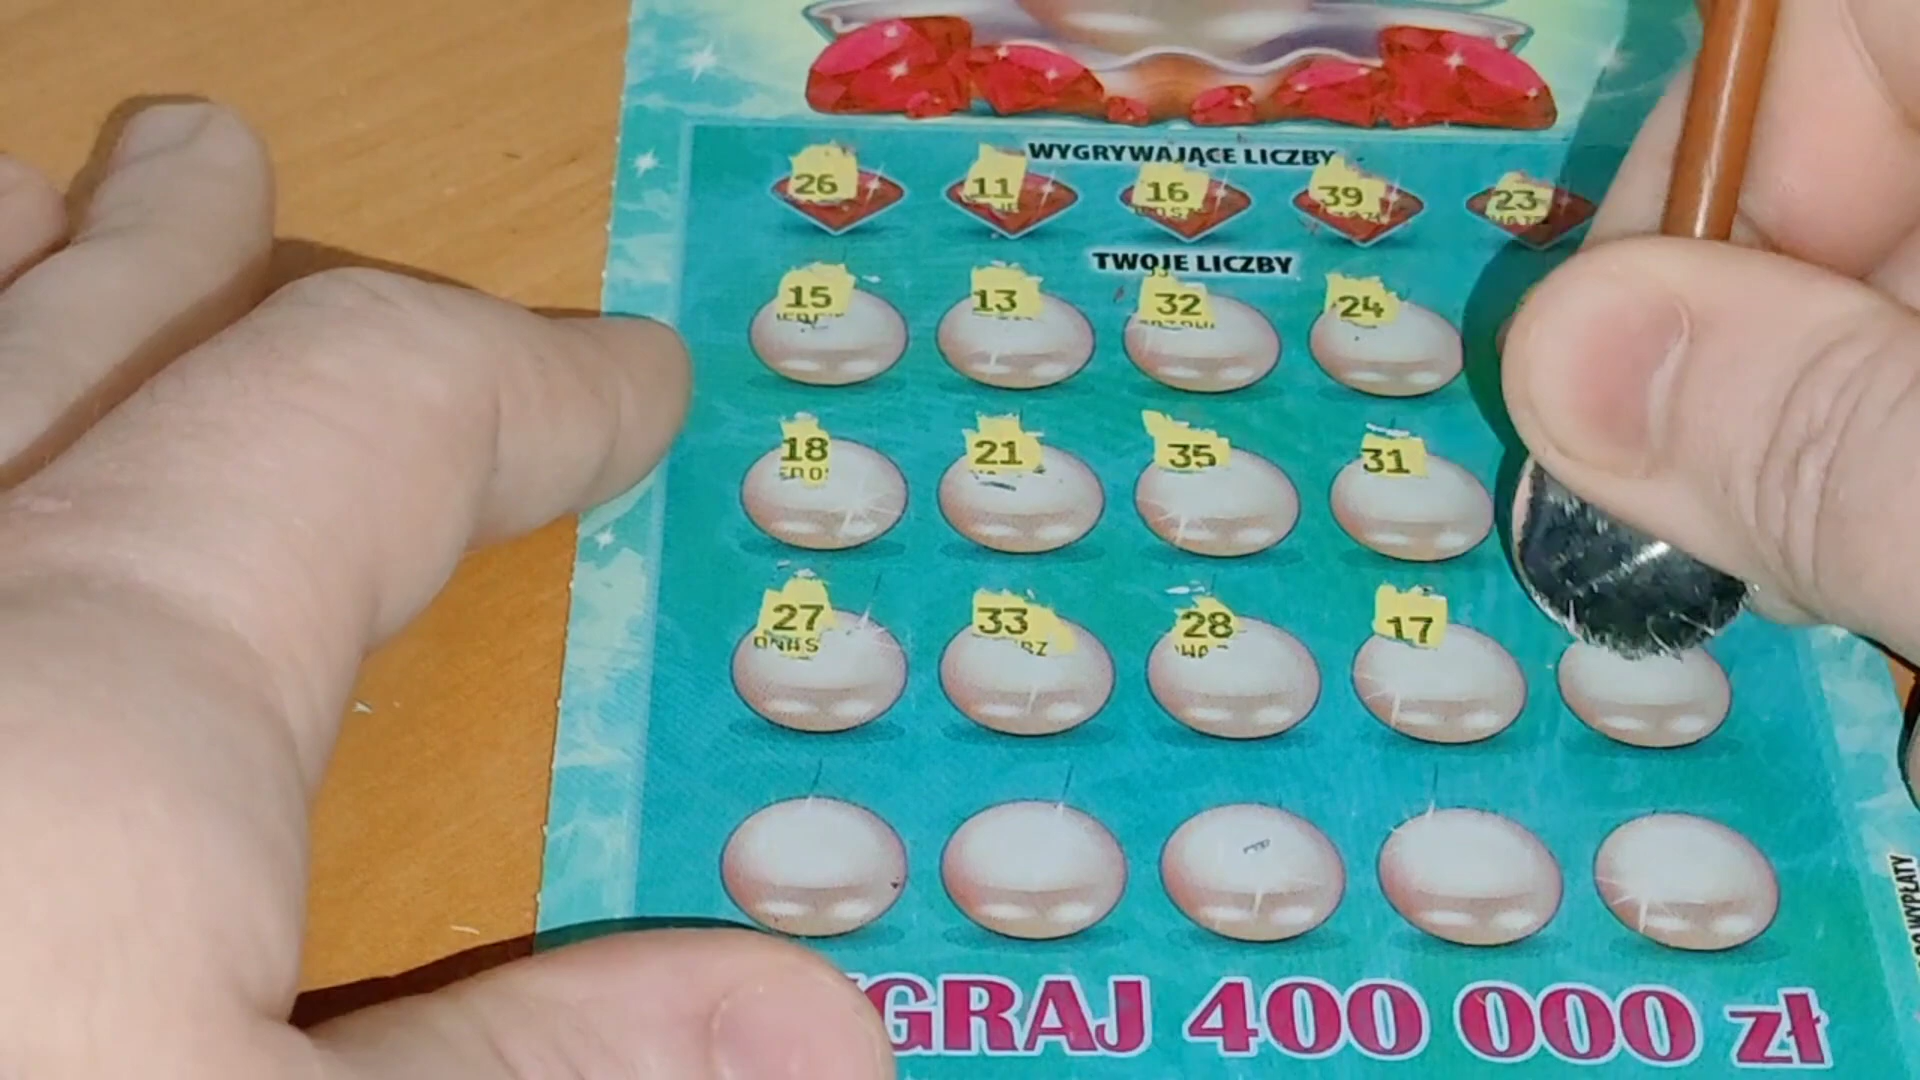 WYGRYWAJĄCE LICZBY
26 11 16 39 23
TWOJE LICZBY
15 13 32 24
18 21 35 31
27 33 28 17
GRAJ 400 000 zł
WYPŁATY